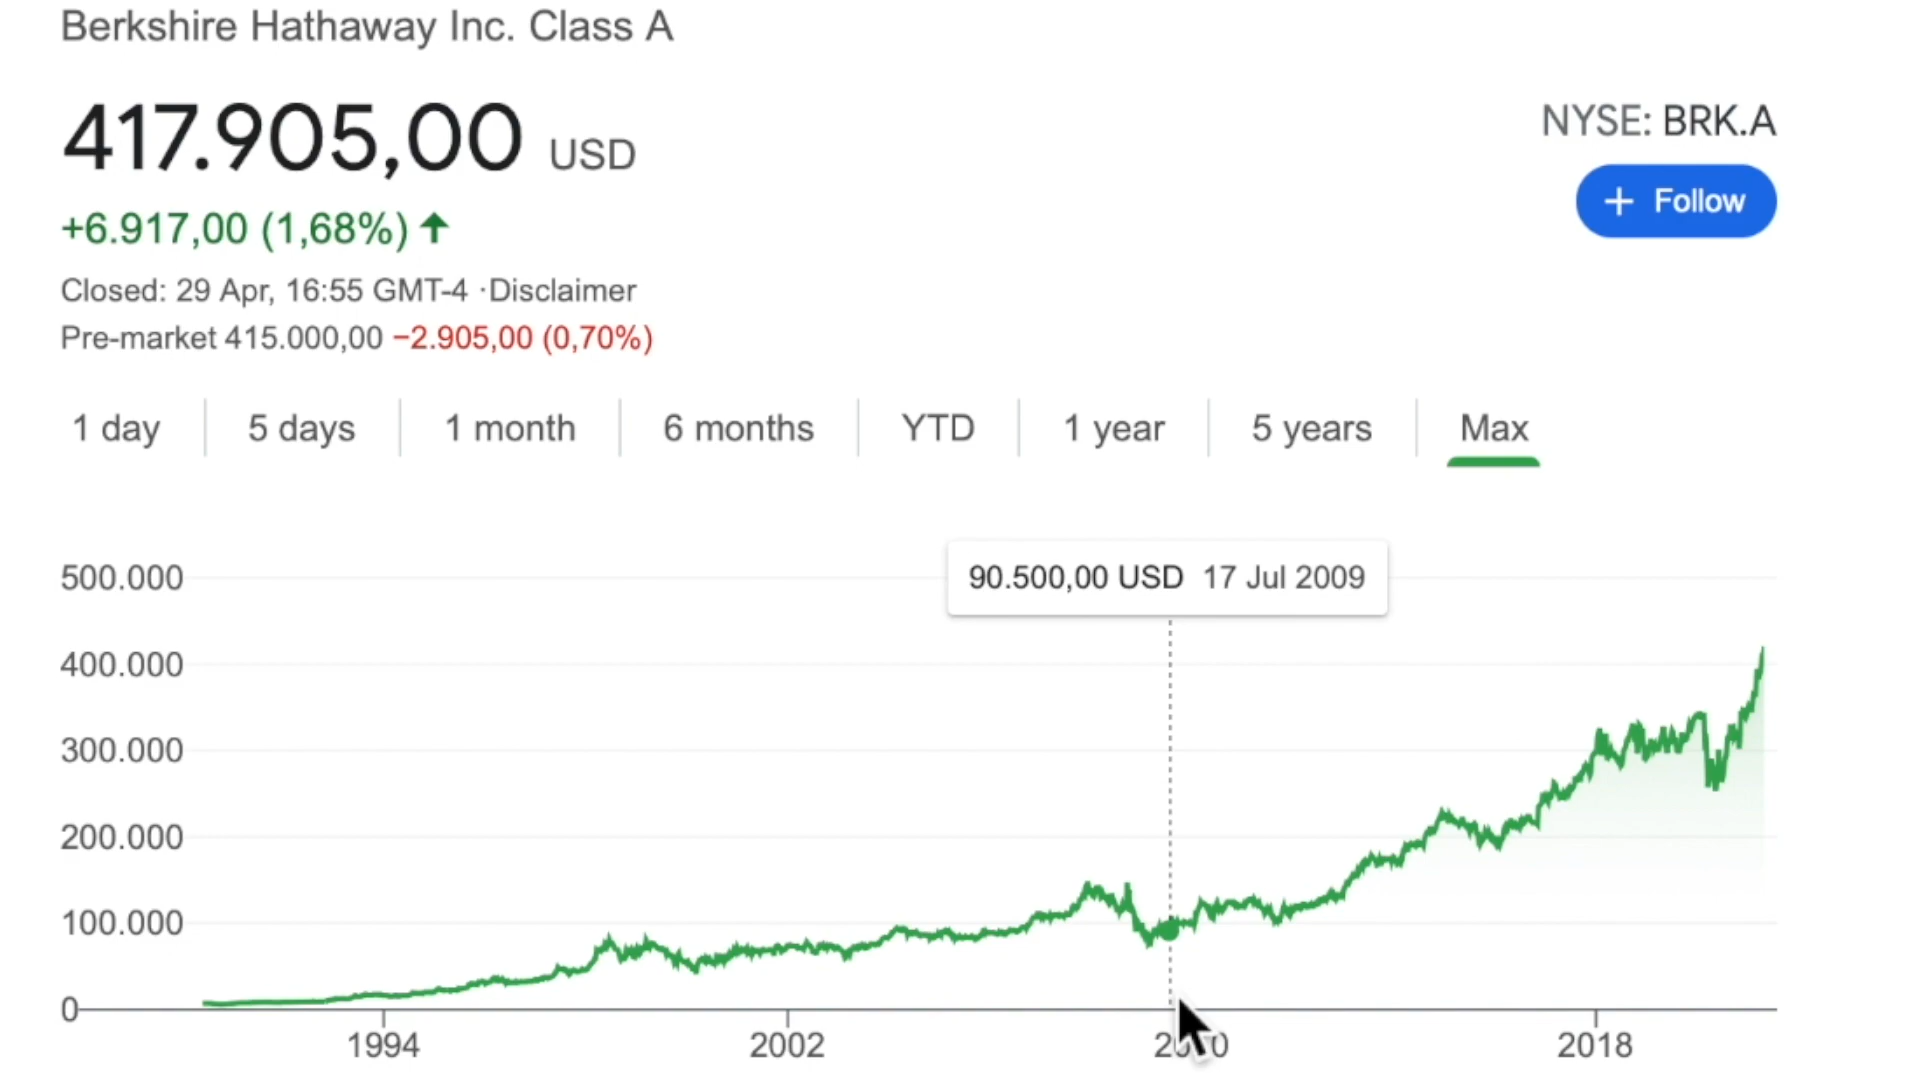 Berkshire Hathaway Inc. Class A
417.905,00 USD
NYSE: BRK.A
+6.917,00 (1,68%)
+ Follow
Closed: 29 Apr, 16:55 GMT-4 ·Disclaimer
Pre-market 415.000,00 −2.905,00 (0,70%)
1 day 5 days 1 month 6 months YTD 1 year 5 years Max
90.500,00 USD 17 Jul 2009
500.000
400.000
300.000
200.000
100.000
0
1994 2002 2018